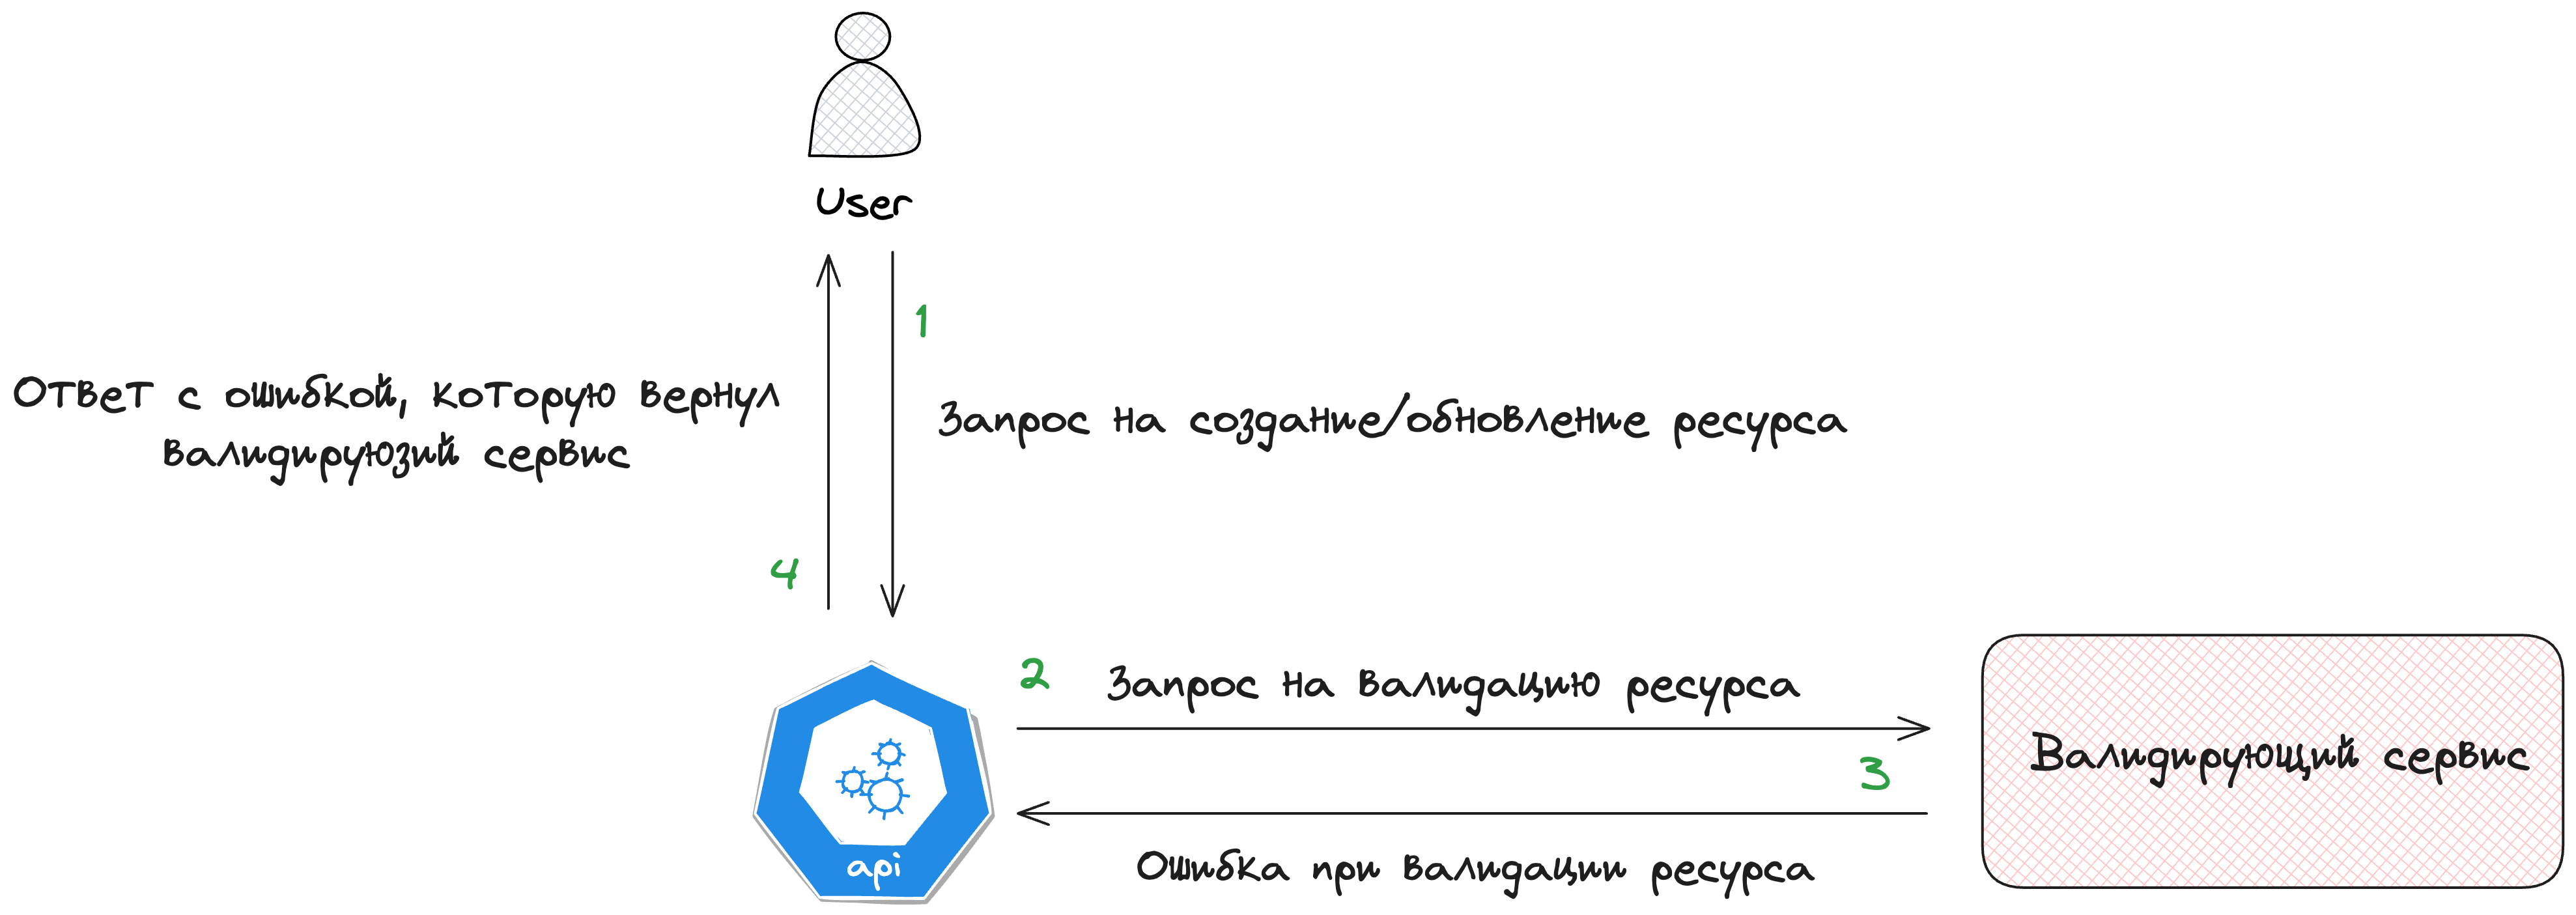 User
1
Ответ с ошибкой, которую вернул
валидируюзий сервис
Запрос на создание/обновление ресурса
4
2
Запрос на валидацию ресурса
Валидирующий сервис
3
Ошибка при валидации ресурса
api